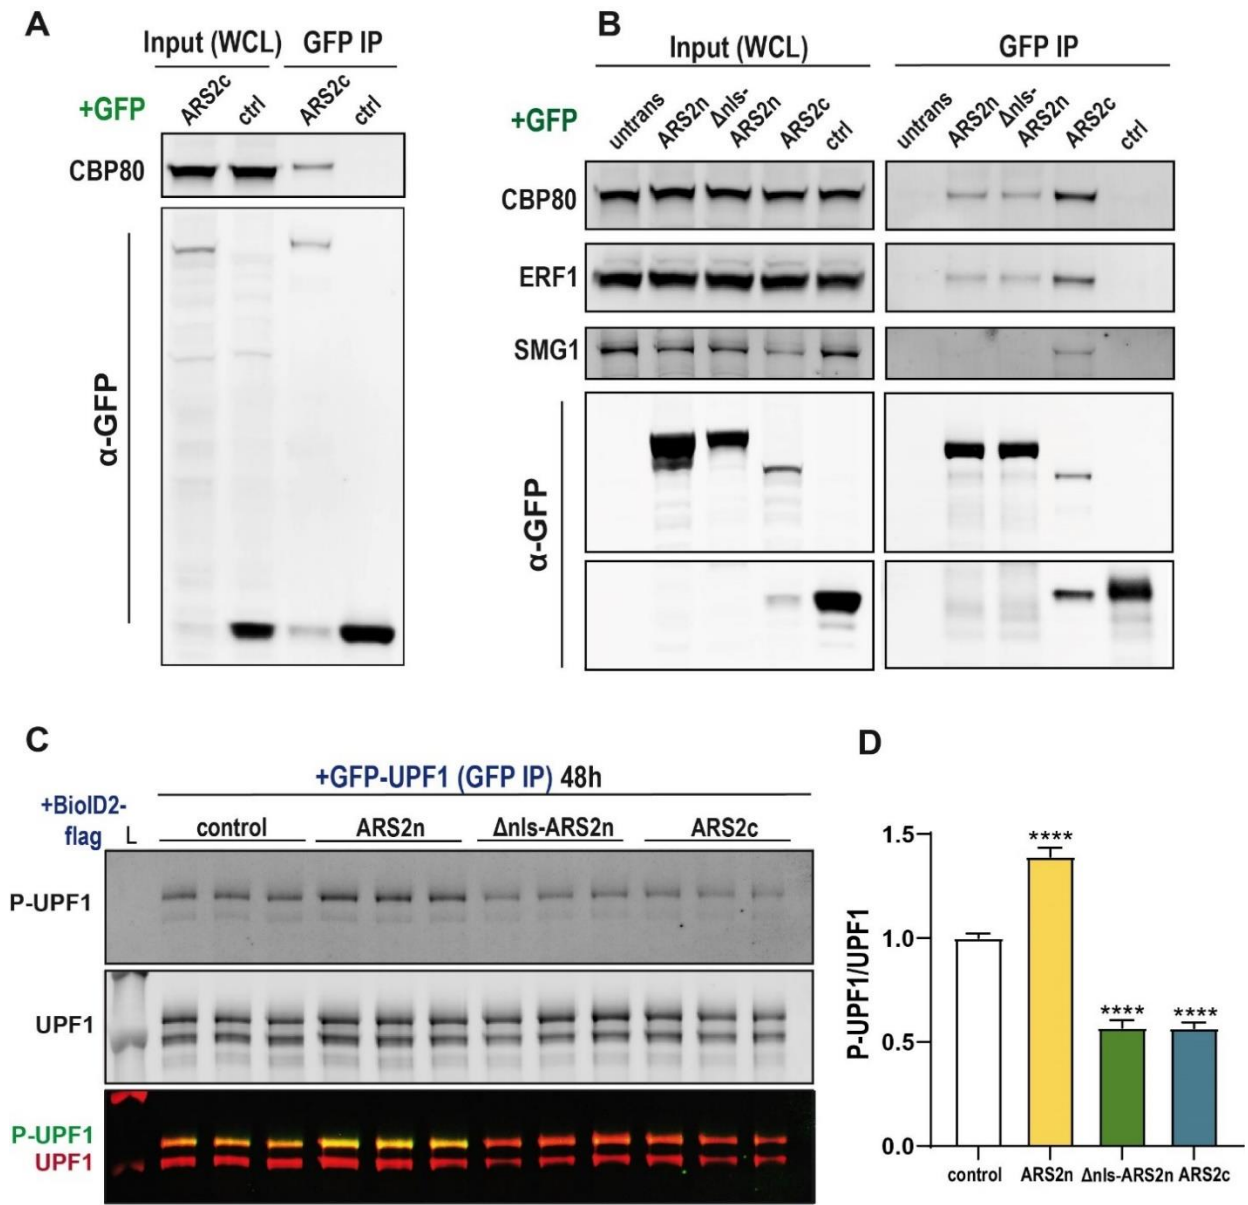 A
Input (WCL) GFP IP
+GFP ARS2c ctrl ARS2c ctrl
CBP80
α-GFP
B
Input (WCL) GFP IP
+GFP untrans ARS2n Δnls-ARS2n ARS2c ctrl untrans ARS2n Δnls-ARS2n ARS2c ctrl
CBP80
ERF1
SMG1
α-GFP
C
+GFP-UPF1 (GFP IP) 48h
+BioID2-
flag L control ARS2n Δnls-ARS2n ARS2c
P-UPF1
UPF1
P-UPF1
UPF1
D
P-UPF1/UPF1
1.5
1.0
0.5
0.0
**** **** ****
control ARS2n Δnls-ARS2n ARS2c